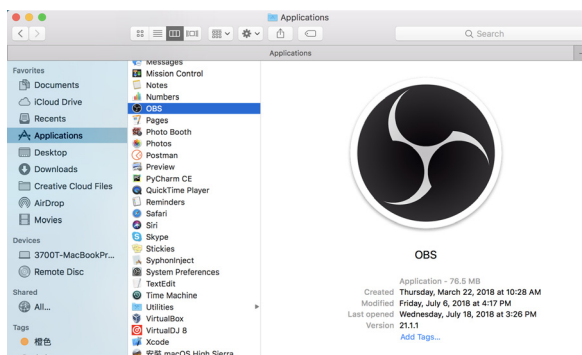 Applications
Search
Applications
Favorites
Documents
iCloud Drive
Recents
Applications
Desktop
Downloads
Creative Cloud Files
AirDrop
Movies
Devices
3700T-MacBookPr...
Remote Disc
Shared
All...
Tags
橙色
Messages
Mission Control
Notes
Numbers
OBS
Pages
Photo Booth
Photos
Postman
Preview
PyCharm CE
QuickTime Player
Reminders
Safari
Siri
Skype
Stickies
SyphonInject
System Preferences
TextEdit
Time Machine
Utilities
VirtualBox
VirtualDJ 8
Xcode
安装 macOS High Sierra
OBS
Application - 76.5 MB
Created Thursday, March 22, 2018 at 10:28 AM
Modified Friday, July 6, 2018 at 4:17 PM
Last opened Wednesday, July 18, 2018 at 3:26 PM
Version 21.1.1
Add Tags...